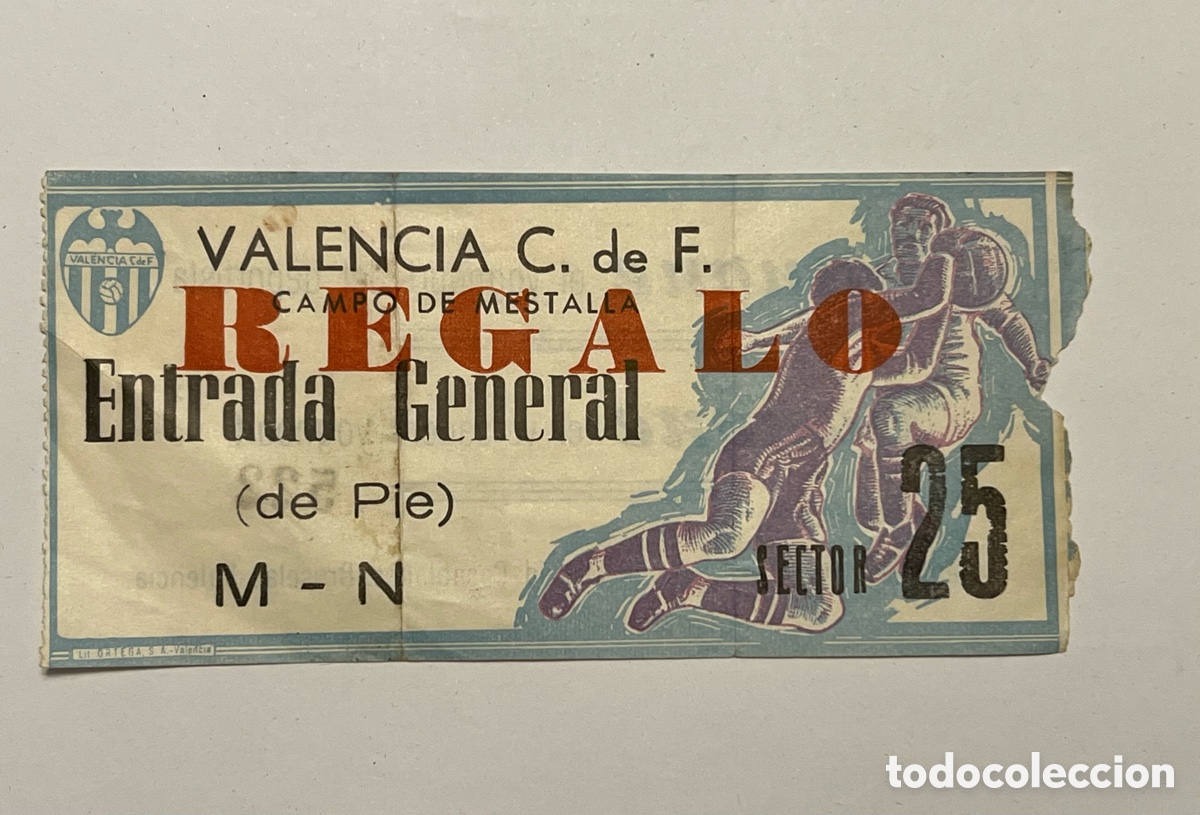 VALENCIA C de F
VALENCIA C. de F.
CAMPO DE MESTALLA
REGALO
Entrada General
(de Pie)
M - N
SECTOR 25
Lit. ORTEGA, S. A.-Valencia
todocoleccion